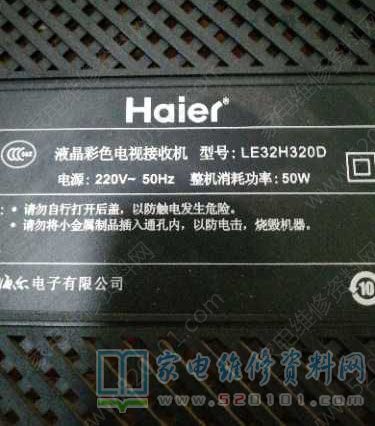 Haier®
液晶彩色电视接收机 型号: LE32H320D
电源: 220V~ 50Hz 整机消耗功率: 50W
: • 请勿自行打开后盖, 以防触电发生危险。
• 请勿将小金属制品插入通孔内, 以防电击, 烧毁机器。
电子有限公司
10
家电维修资料网
www.520101.com